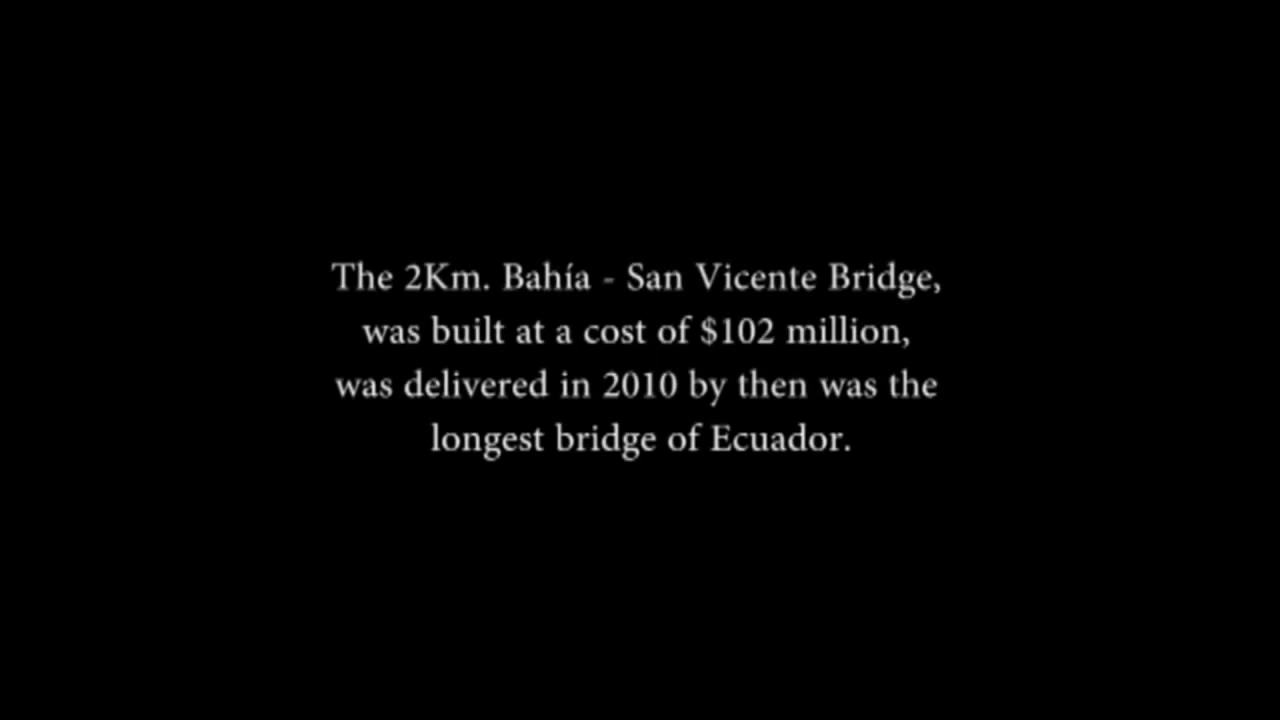 The 2Km. Bahía - San Vicente Bridge,
was built at a cost of $102 million,
was delivered in 2010 by then was the
longest bridge of Ecuador.